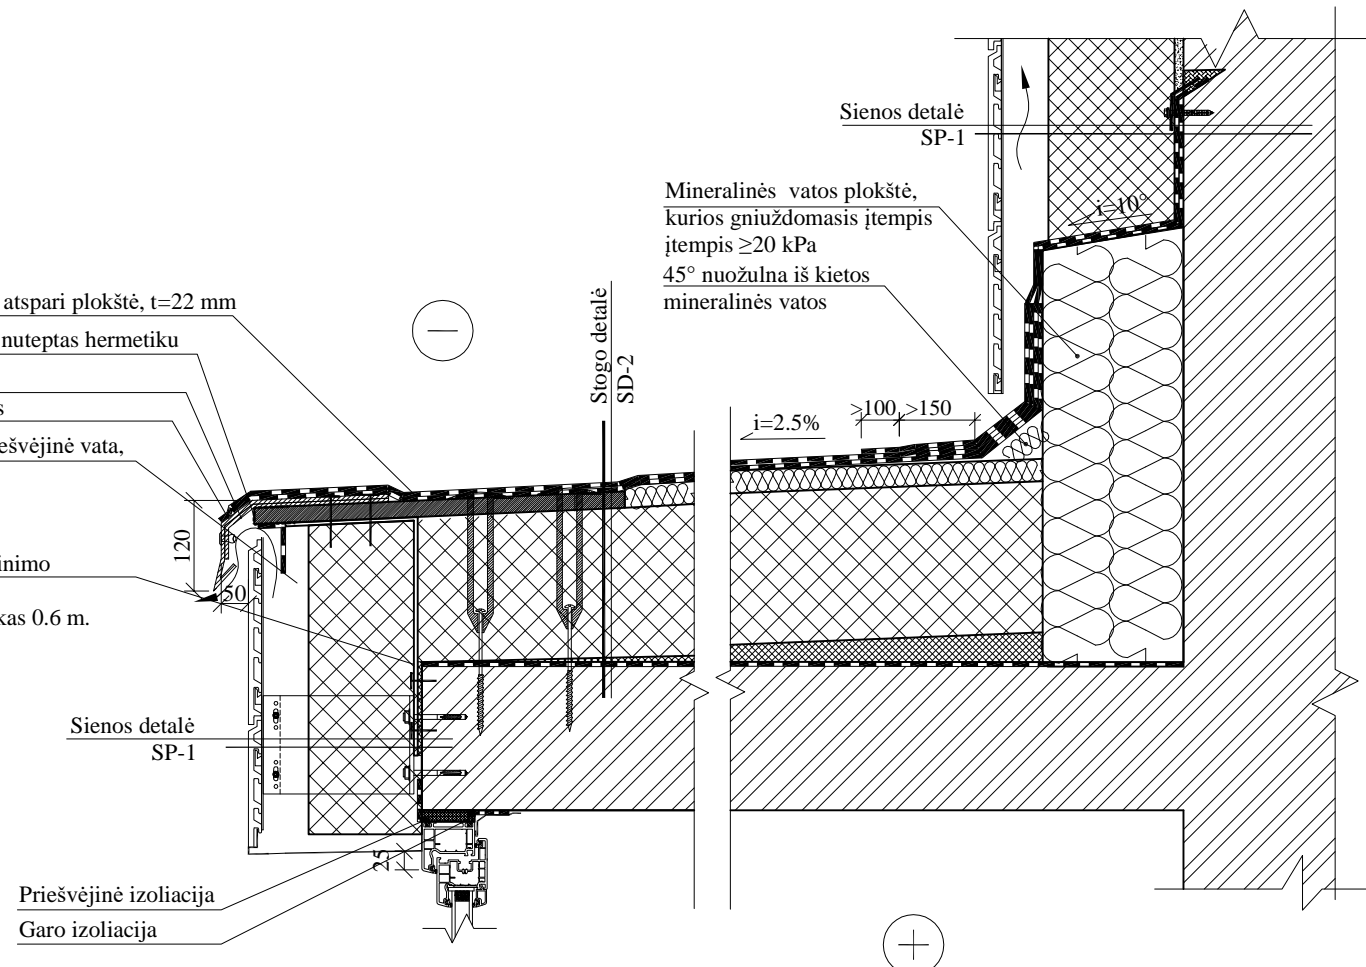 Sienos detalė
SP-1
Mineralinės vatos plokštė,
kurios gniuždomasis įtempis
įtempis ≥20 kPa
45° nuožulna iš kietos
mineralinės vatos
i=10°
atspari plokštė, t=22 mm
nuteptas hermetiku
s
ešvėjinė vata,
Stogo detalė
SD-2
>100
>150
i=2.5%
120
50
inimo
kas 0.6 m.
Sienos detalė
SP-1
25
Priešvėjinė izoliacija
Garo izoliacija